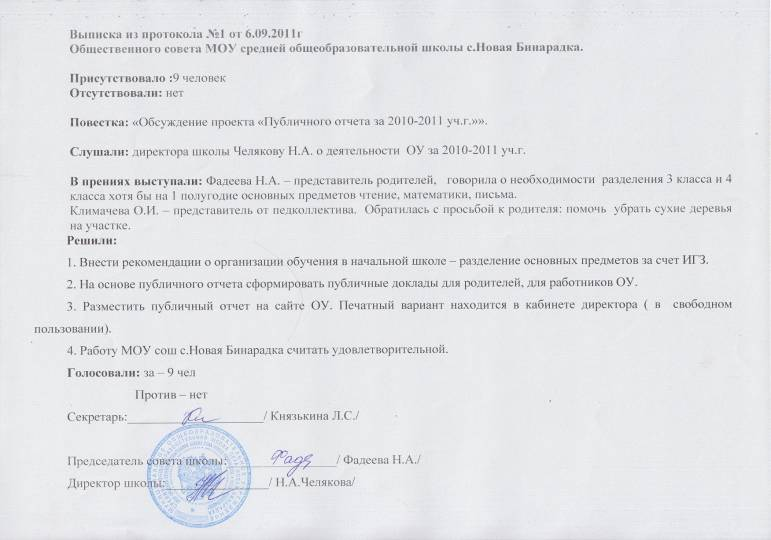 Выписка из протокола №1 от 6.09.2011г
Общественного совета МОУ средней общеобразовательной школы с.Новая Бинарадка.
Присутствовало :9 человек
Отсутствовали: нет
Повестка: «Обсуждение проекта «Публичного отчета за 2010-2011 уч.г.»».
Слушали: директора школы Челякову Н.А. о деятельности ОУ за 2010-2011 уч.г.
В прениях выступали: Фадеева Н.А. – представитель родителей, говорила о необходимости разделения 3 класса и 4
класса хотя бы на 1 полугодие основных предметов чтение, математики, письма.
Климачева О.И. – представитель от педколлектива. Обратилась с просьбой к родителя: помочь убрать сухие деревья
на участке.
Решили:
1. Внести рекомендации о организации обучения в начальной школе – разделение основных предметов за счет ИГЗ.
2. На основе публичного отчета сформировать публичные доклады для родителей, для работников ОУ.
3. Разместить публичный отчет на сайте ОУ. Печатный вариант находится в кабинете директора ( в свободном
пользовании).
4. Работу МОУ сош с.Новая Бинарадка считать удовлетворительной.
Голосовали: за – 9 чел
Против – нет
Секретарь:______________________/ Князькина Л.С./
Председатель совета школы:__________________/ Фадеева Н.А./
Директор школы:_________________/ Н.А.Челякова/